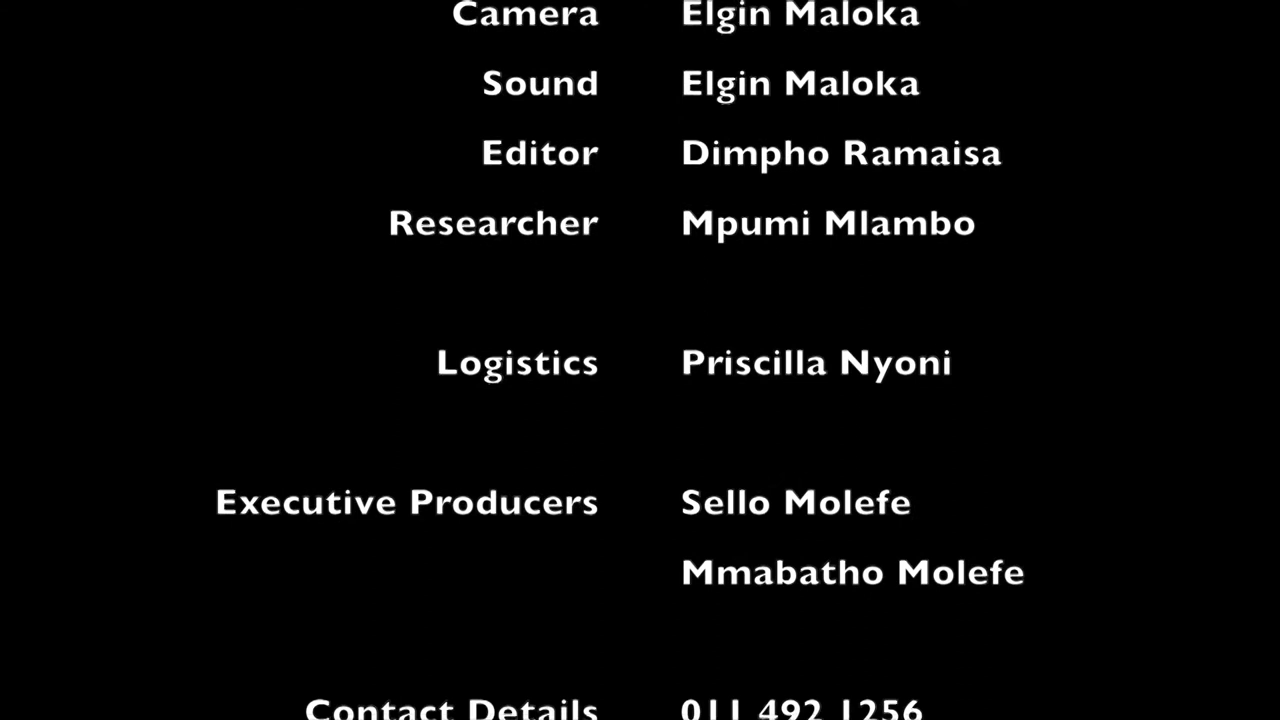 Camera Elgin Maloka
Sound Elgin Maloka
Editor Dimpho Ramaisa
Researcher Mpumi Mlambo
Logistics Priscilla Nyoni
Executive Producers Sello Molefe
Mmabatho Molefe
Contact Details 011 492 1256